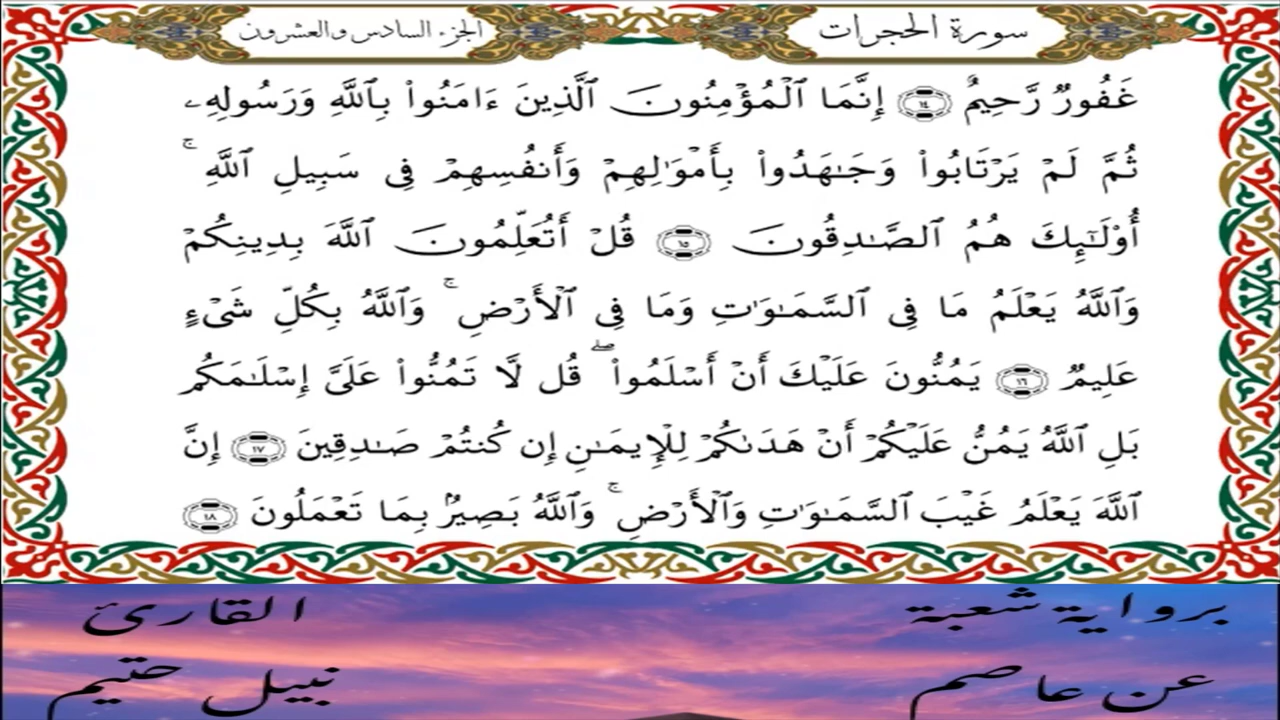 سورة الحجرات
الجزء السادس والعشرون
غَفُورٌ رَّحِيمٌ ١٤ إِنَّمَا ٱلْمُؤْمِنُونَ ٱلَّذِينَ ءَامَنُوا۟ بِٱللَّهِ وَرَسُولِهِۦ
ثُمَّ لَمْ يَرْتَابُوا۟ وَجَـٰهَدُوا۟ بِأَمْوَٰلِهِمْ وَأَنفُسِهِمْ فِى سَبِيلِ ٱللَّهِ ۚ
أُو۟لَـٰٓئِكَ هُمُ ٱلصَّـٰدِقُونَ ١٥ قُلْ أَتُعَلِّمُونَ ٱللَّهَ بِدِينِكُمْ
وَٱللَّهُ يَعْلَمُ مَا فِى ٱلسَّمَـٰوَٰتِ وَمَا فِى ٱلْأَرْضِ ۚ وَٱللَّهُ بِكُلِّ شَىْءٍ
عَلِيمٌ ١٦ يَمُنُّونَ عَلَيْكَ أَنْ أَسْلَمُوا۟ ۖ قُل لَّا تَمُنُّوا۟ عَلَىَّ إِسْلَـٰمَكُم
بَلِ ٱللَّهُ يَمُنُّ عَلَيْكُمْ أَنْ هَدَىٰكُمْ لِلْإِيمَـٰنِ إِن كُنتُمْ صَـٰدِقِينَ ١٧ إِنَّ
ٱللَّهَ يَعْلَمُ غَيْبَ ٱلسَّمَـٰوَٰتِ وَٱلْأَرْضِ ۚ وَٱللَّهُ بَصِيرٌۢ بِمَا تَعْمَلُونَ ١٨
برواية شعبة
عن عاصم
القارئ
نبيل حتيم